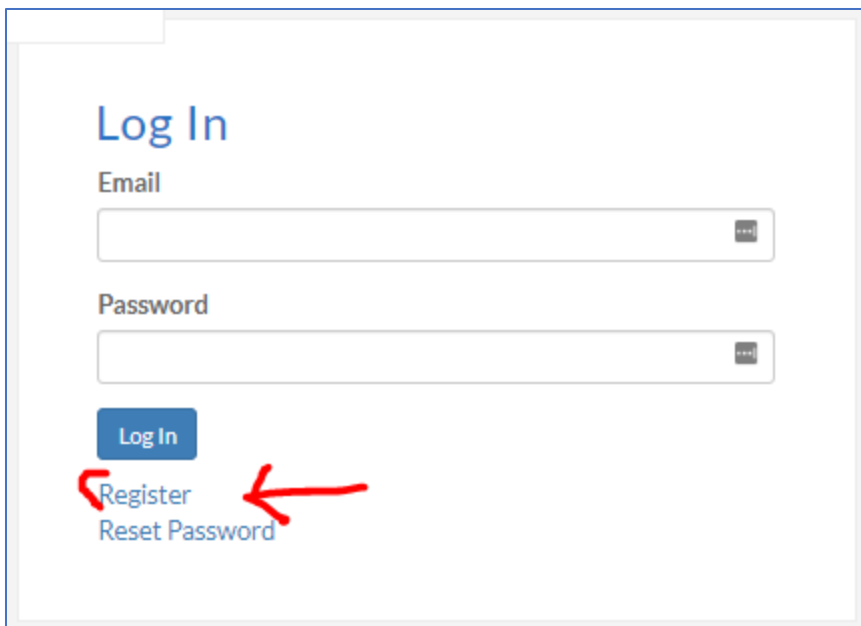 Log In
Email
Password
Log In
Register
Reset Password